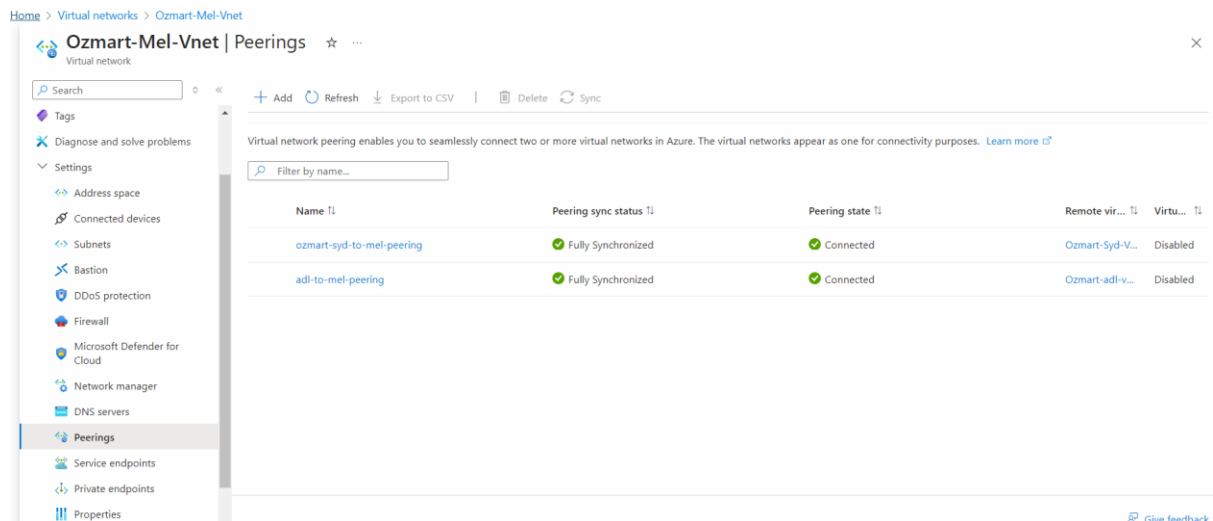 Home > Virtual networks > Ozmart-Mel-Vnet
Ozmart-Mel-Vnet | Peerings ☆ ...
Virtual network
Search
+ Add Refresh Export to CSV | Delete Sync
Tags
Diagnose and solve problems
Settings
Address space
Connected devices
Subnets
Bastion
DDoS protection
Firewall
Microsoft Defender for
Cloud
Network manager
DNS servers
Peerings
Service endpoints
Private endpoints
Properties
Virtual network peering enables you to seamlessly connect two or more virtual networks in Azure. The virtual networks appear as one for connectivity purposes. Learn more
Filter by name...
Name Peering sync status Peering state Remote vir... Virtu...
ozmart-syd-to-mel-peering Fully Synchronized Connected Ozmart-Syd-V... Disabled
adl-to-mel-peering Fully Synchronized Connected Ozmart-adl-v... Disabled
Give feedback